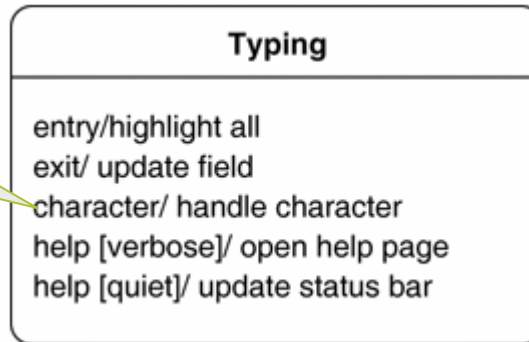 Typing
entry/highlight all
exit/ update field
character/ handle character
help [verbose]/ open help page
help [quiet]/ update status bar